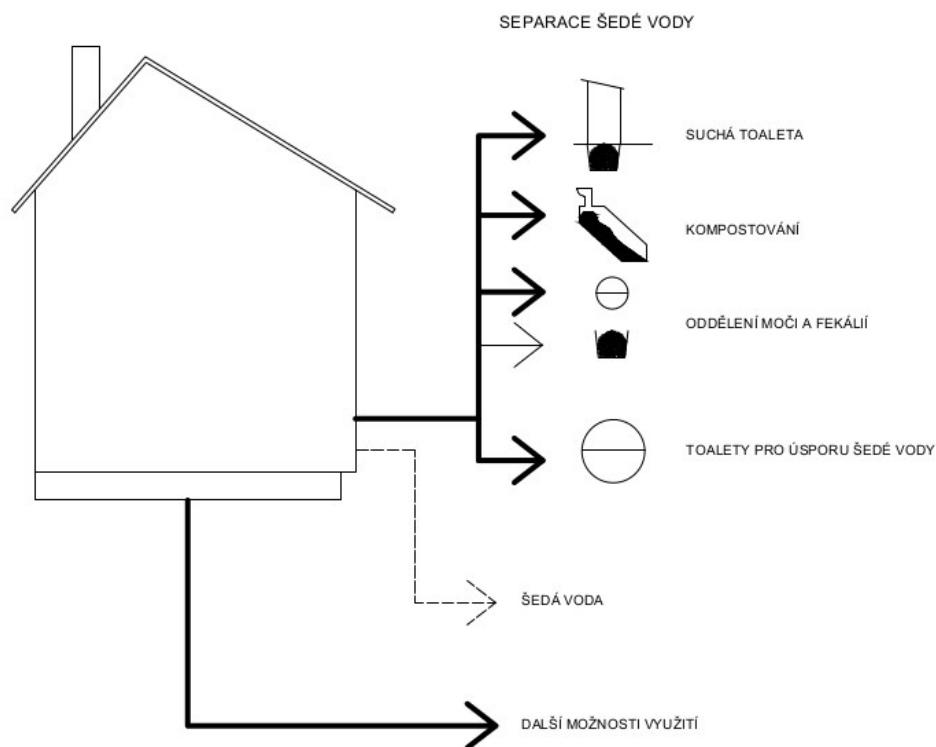 SEPARACE ŠEDÉ VODY
SUCHÁ TOALETA
KOMPOSTOVÁNÍ
ODDĚLENÍ MOČI A FEKÁLIÍ
TOALETY PRO ÚSPORU ŠEDÉ VODY
ŠEDÁ VODA
DALŠÍ MOŽNOSTI VYUŽITÍ